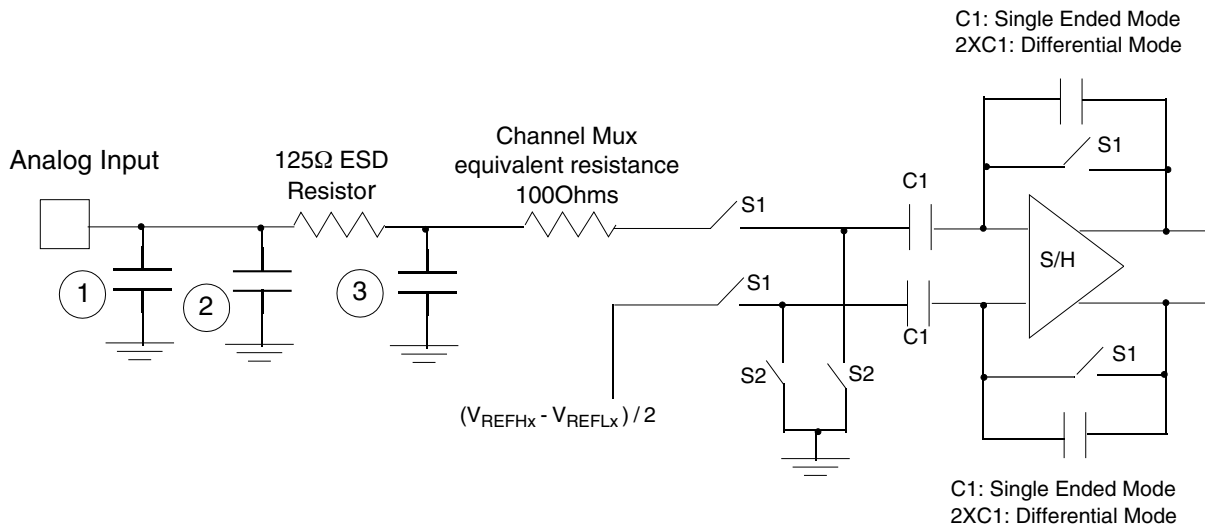 C1: Single Ended Mode
2XC1: Differential Mode
Analog Input
125Ω ESD
Resistor
Channel Mux
equivalent resistance
100Ohms
S1
C1
S1
S/H
1
2
3
S1
C1
S1
S2
S2
(VREFHx - VREFLx ) / 2
C1: Single Ended Mode
2XC1: Differential Mode